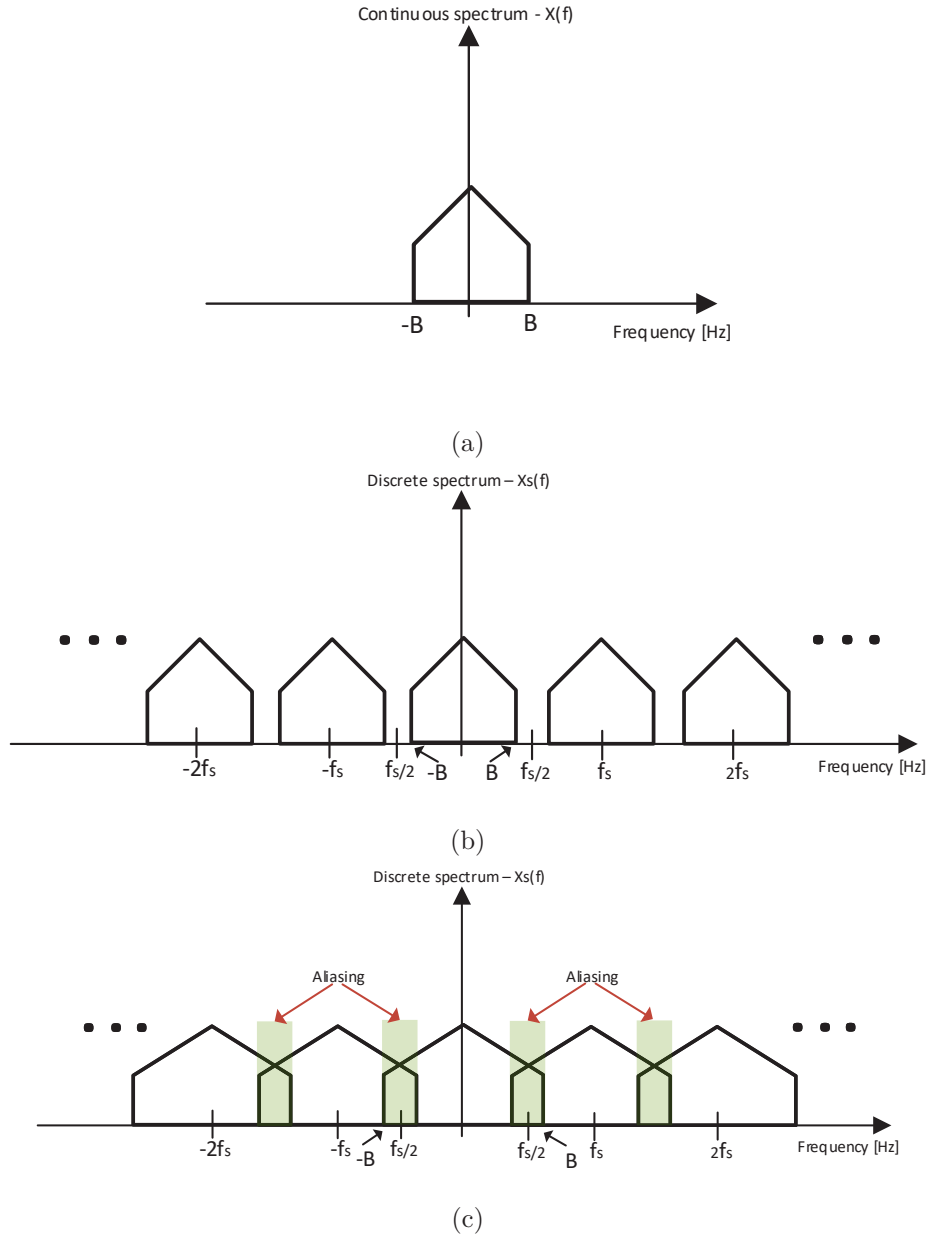 Continuous spectrum - X(f)
-B
B
Frequency [Hz]
(a)
Discrete spectrum – Xs(f)
-2fs
-fs
fs/2
-B
B
fs/2
fs
2fs
Frequency [Hz]
(b)
Discrete spectrum – Xs(f)
Aliasing
Aliasing
-2fs
-fs
-B
fs/2
fs/2
B
fs
2fs
Frequency [Hz]
(c)